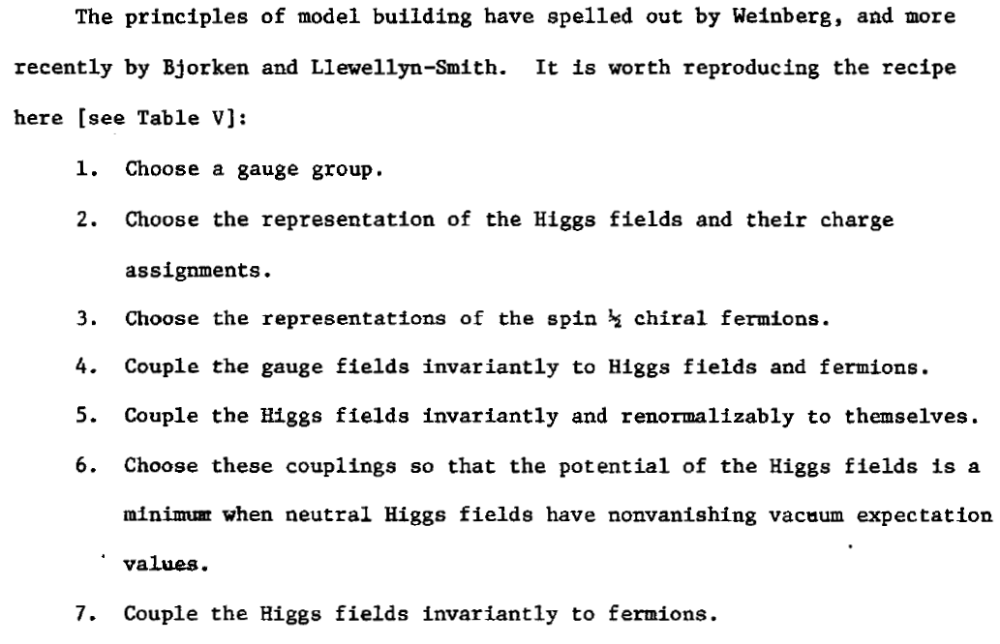 The principles of model building have spelled out by Weinberg, and more
recently by Bjorken and Llewellyn-Smith. It is worth reproducing the recipe
here [see Table V]:
1. Choose a gauge group.
2. Choose the representation of the Higgs fields and their charge
assignments.
3. Choose the representations of the spin ½ chiral fermions.
4. Couple the gauge fields invariantly to Higgs fields and fermions.
5. Couple the Higgs fields invariantly and renormalizably to themselves.
6. Choose these couplings so that the potential of the Higgs fields is a
minimum when neutral Higgs fields have nonvanishing vacuum expectation
values.
7. Couple the Higgs fields invariantly to fermions.